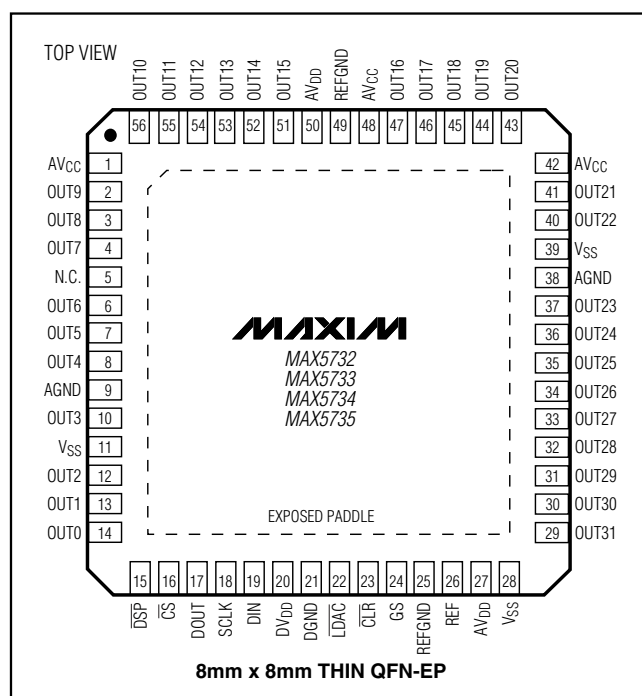 TOP VIEW
OUT10 OUT11 OUT12 OUT13 OUT14 OUT15 AVDD REFGND AVCC OUT16 OUT17 OUT18 OUT19 OUT20
56 55 54 53 52 51 50 49 48 47 46 45 44 43
AVCC 1 42 AVCC
OUT9 2 41 OUT21
OUT8 3 40 OUT22
OUT7 4 39 VSS
N.C. 5 38 AGND
OUT6 6 37 OUT23
OUT5 7 36 OUT24
OUT4 8 35 OUT25
AGND 9 34 OUT26
OUT3 10 33 OUT27
VSS 11 32 OUT28
OUT2 12 31 OUT29
OUT1 13 30 OUT30
OUT0 14 29 OUT31
MAXIM
MAX5732
MAX5733
MAX5734
MAX5735
EXPOSED PADDLE
15 16 17 18 19 20 21 22 23 24 25 26 27 28
DSP CS DOUT SCLK DIN DVDD DGND LDAC CLR GS REFGND REF AVDD VSS
8mm x 8mm THIN QFN-EP